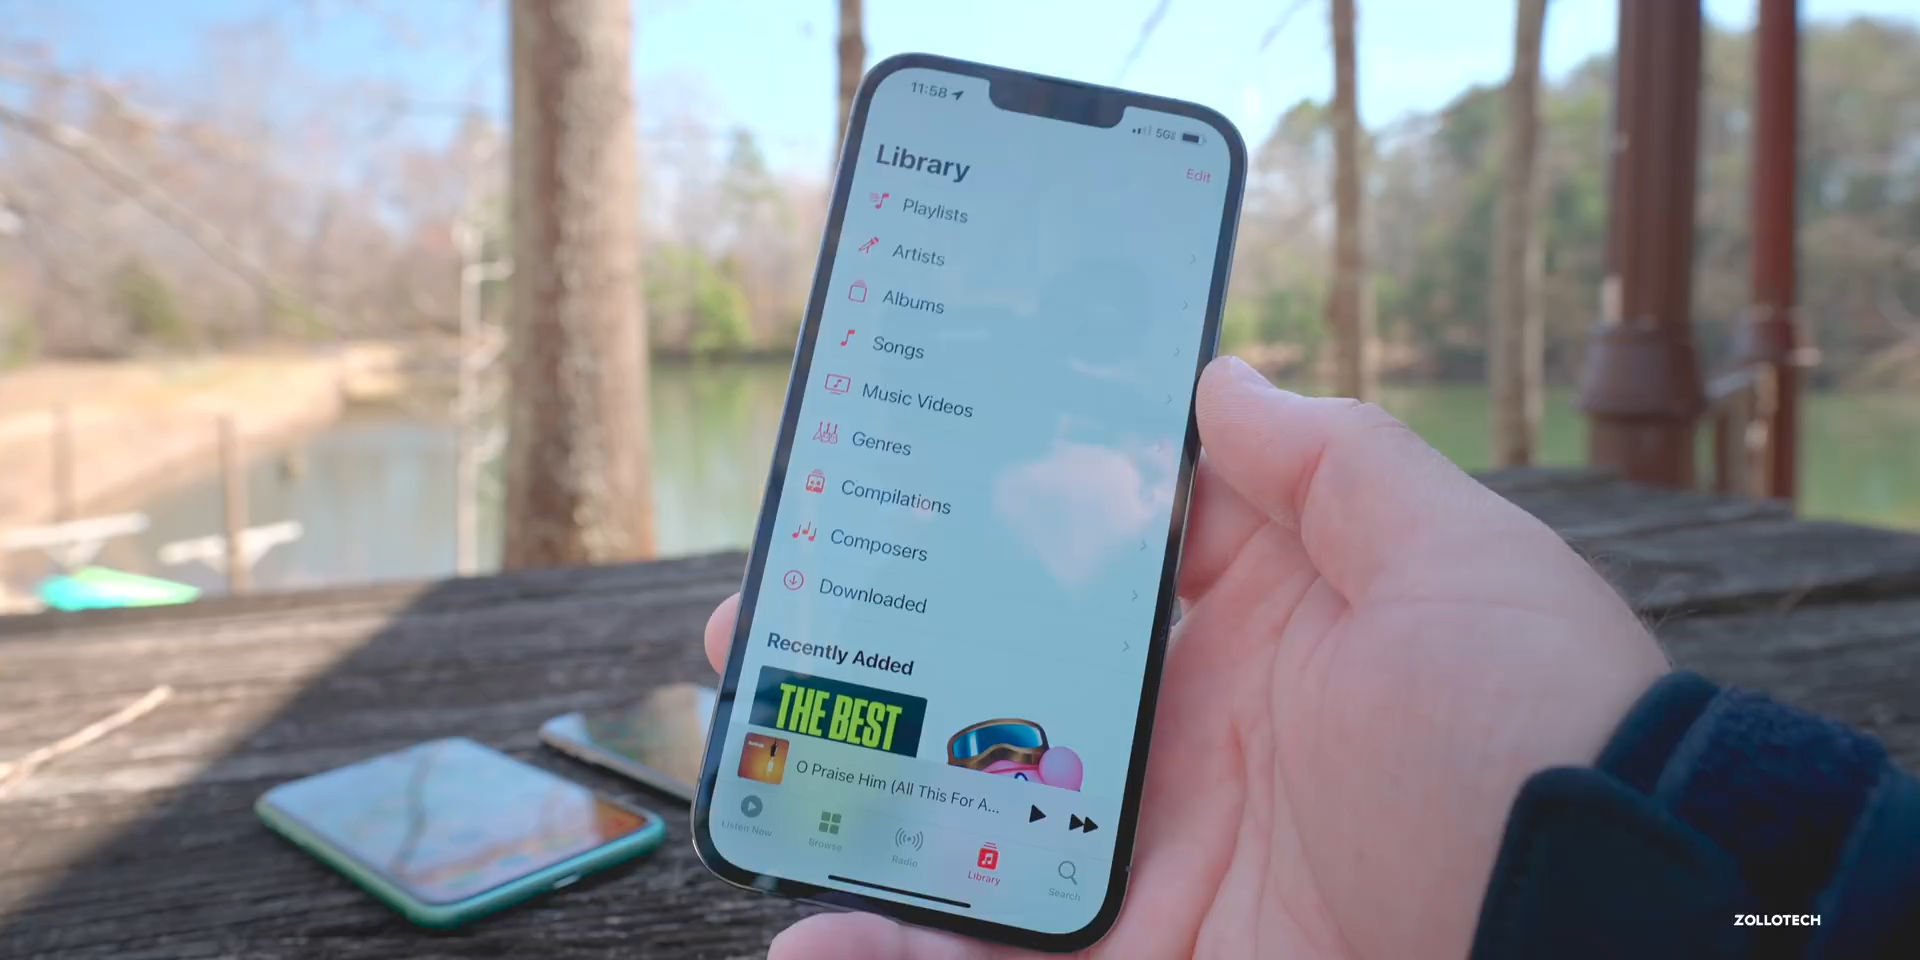 11:58
5G
Library
Edit
Playlists
Artists
Albums
Songs
Music Videos
Genres
Compilations
Composers
Downloaded
Recently Added
THE BEST
O Praise Him (All This For A...
Listen Now
Browse
Radio
Library
Search
ZOLLOTECH